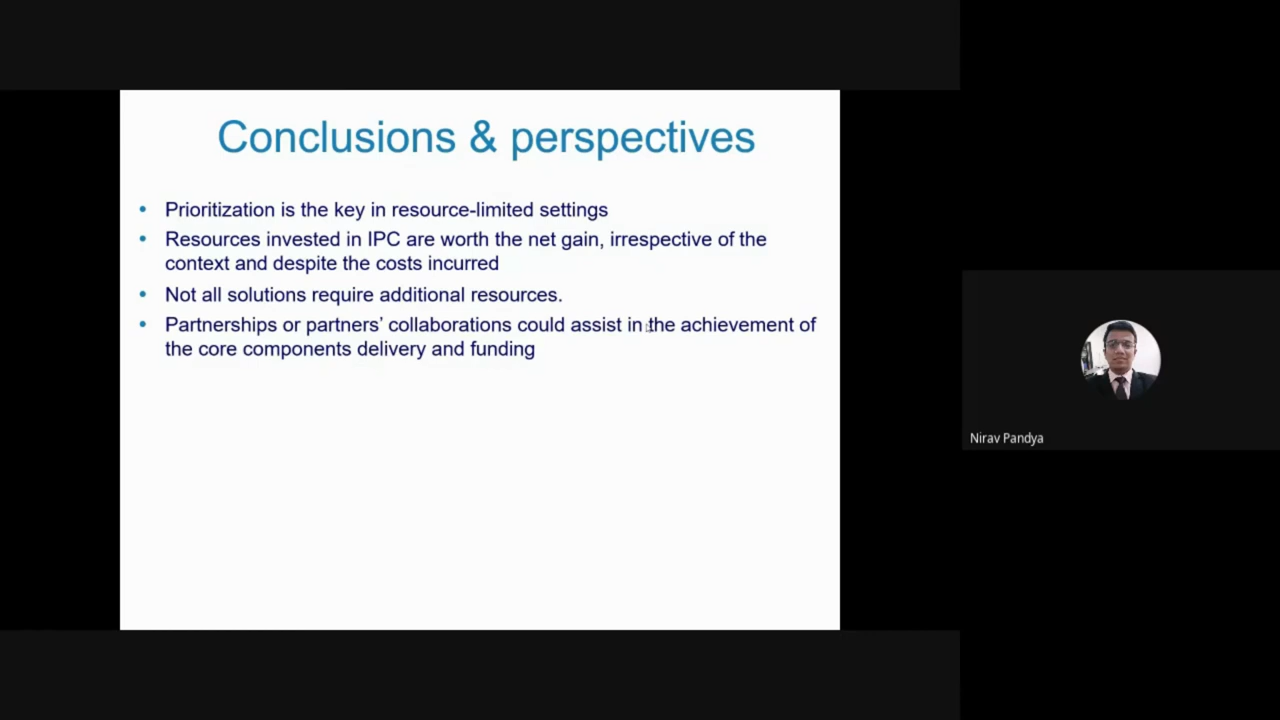 Conclusions & perspectives
• Prioritization is the key in resource-limited settings
• Resources invested in IPC are worth the net gain, irrespective of the
context and despite the costs incurred
• Not all solutions require additional resources.
• Partnerships or partners’ collaborations could assist in the achievement of
the core components delivery and funding
Nirav Pandya